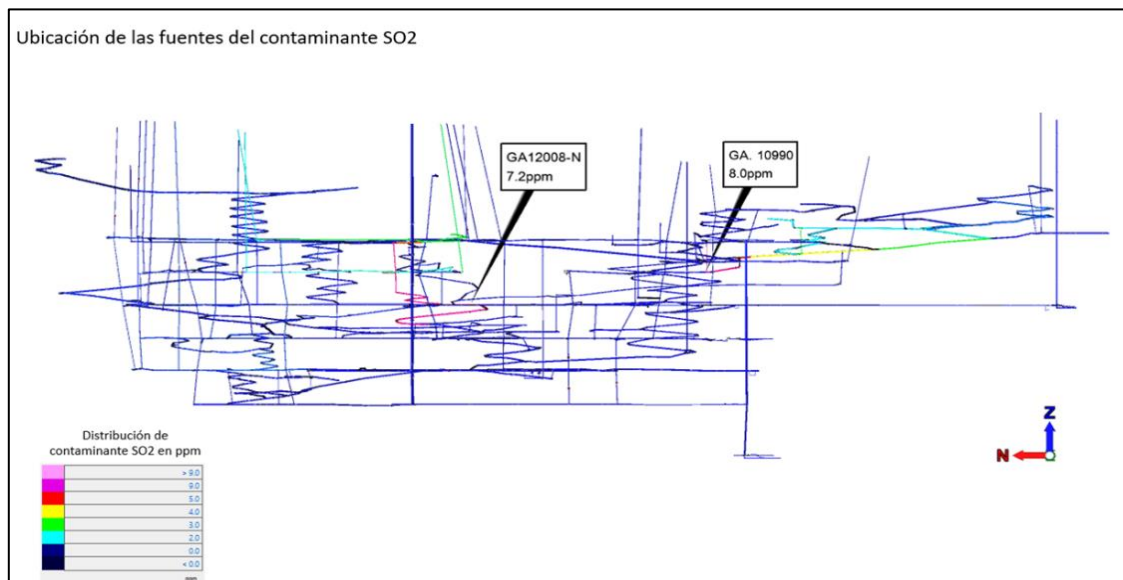 Ubicación de las fuentes del contaminante SO2
GA12008-N
7.2ppm
GA. 10990
8.0ppm
Z
N
Distribución de
contaminante SO2 en ppm
> 9.0
9.0
5.0
4.0
3.0
2.0
0.0
< 0.0
ppm